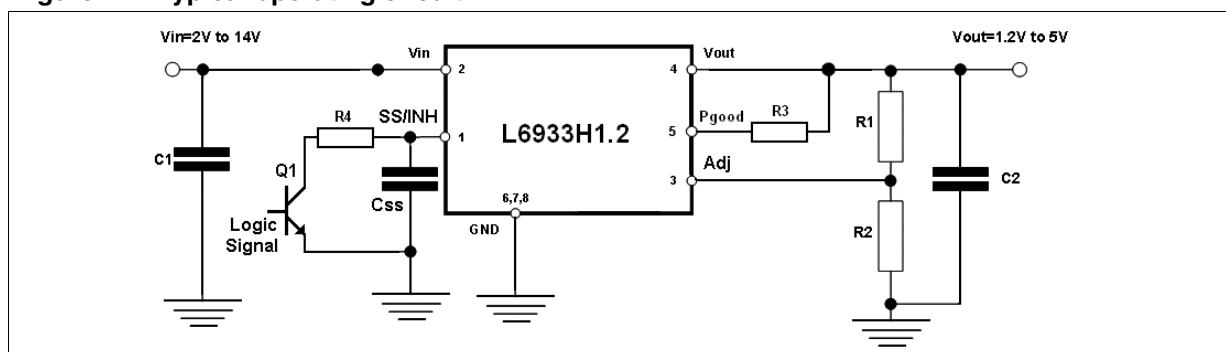 Vin=2V to 14V
Vout=1.2V to 5V
Vin
2
4
Vout
R4
SS/INH
1
L6933H1.2
Pgood
5
R3
R1
C1
Adj
3
Q1
Css
C2
6,7,8
Logic
Signal
GND
R2